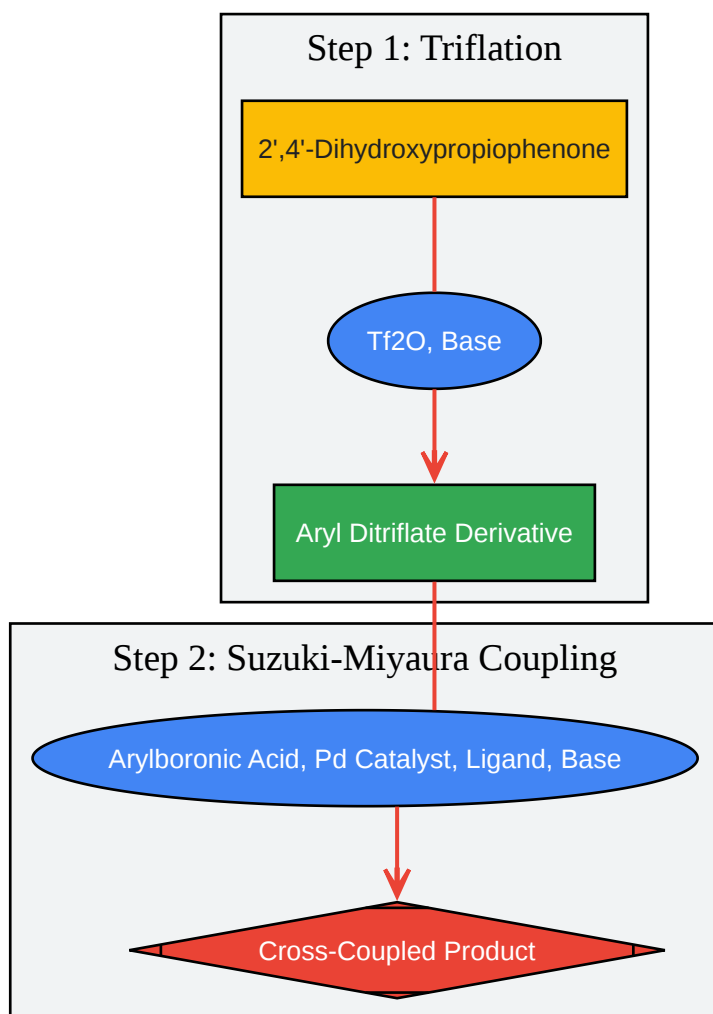 Step 1: Triflation
2',4'-Dihydroxypropiophenone
Tf2O, Base
Aryl Ditriflate Derivative
Step 2: Suzuki-Miyaura Coupling
Arylboronic Acid, Pd Catalyst, Ligand, Base
Cross-Coupled Product